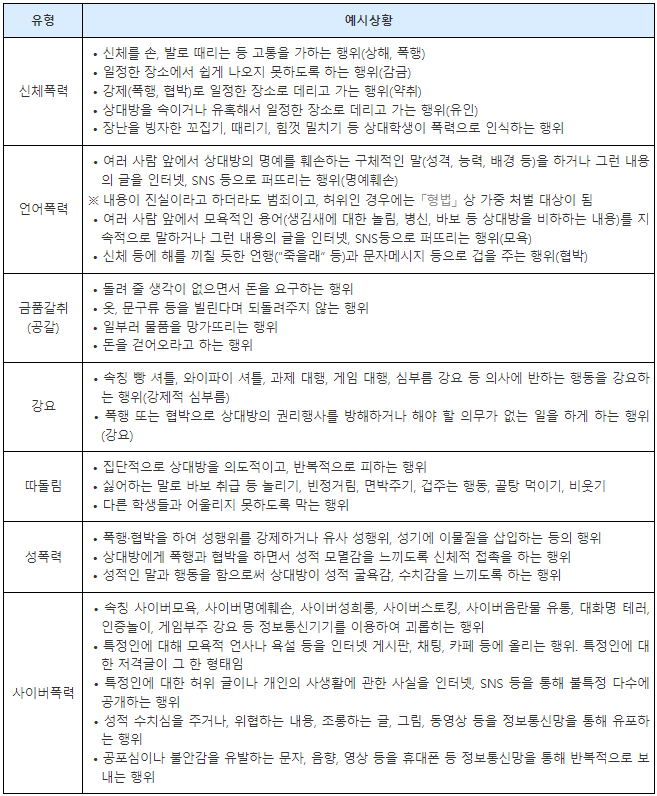 유형 예시상황
신체폭력
• 신체를 손, 발로 때리는 등 고통을 가하는 행위(상해, 폭행)
• 일정한 장소에서 쉽게 나오지 못하도록 하는 행위(감금)
• 강제(폭행, 협박)로 일정한 장소로 데리고 가는 행위(약취)
• 상대방을 속이거나 유혹해서 일정한 장소로 데리고 가는 행위(유인)
• 장난을 빙자한 꼬집기, 때리기, 힘껏 밀치기 등 상대학생이 폭력으로 인식하는 행위
언어폭력
• 여러 사람 앞에서 상대방의 명예를 훼손하는 구체적인 말(성격, 능력, 배경 등)을 하거나 그런 내용
의 글을 인터넷, SNS 등으로 퍼뜨리는 행위(명예훼손)
※ 내용이 진실이라고 하더라도 범죄이고, 허위인 경우에는 「형법」 상 가중 처벌 대상이 됨
• 여러 사람 앞에서 모욕적인 용어(생김새에 대한 놀림, 병신, 바보 등 상대방을 비하하는 내용)를 지
속적으로 말하거나 그런 내용의 글을 인터넷, SNS등으로 퍼뜨리는 행위(모욕)
• 신체 등에 해를 끼칠 듯한 언행("죽을래" 등)과 문자메시지 등으로 겁을 주는 행위(협박)
금품갈취
(공갈)
• 돌려 줄 생각이 없으면서 돈을 요구하는 행위
• 옷, 문구류 등을 빌린다며 되돌려주지 않는 행위
• 일부러 물품을 망가뜨리는 행위
• 돈을 걷어오라고 하는 행위
강요
• 속칭 빵 셔틀, 와이파이 셔틀, 과제 대행, 게임 대행, 심부름 강요 등 의사에 반하는 행동을 강요하
는 행위(강제적 심부름)
• 폭행 또는 협박으로 상대방의 권리행사를 방해하거나 해야 할 의무가 없는 일을 하게 하는 행위
(강요)
따돌림
• 집단적으로 상대방을 의도적이고, 반복적으로 피하는 행위
• 싫어하는 말로 바보 취급 등 놀리기, 빈정거림, 면박주기, 겁주는 행동, 골탕 먹이기, 비웃기
• 다른 학생들과 어울리지 못하도록 막는 행위
성폭력
• 폭행·협박을 하여 성행위를 강제하거나 유사 성행위, 성기에 이물질을 삽입하는 등의 행위
• 상대방에게 폭행과 협박을 하면서 성적 모멸감을 느끼도록 신체적 접촉을 하는 행위
• 성적인 말과 행동을 함으로써 상대방이 성적 굴욕감, 수치감을 느끼도록 하는 행위
사이버폭력
• 속칭 사이버모욕, 사이버명예훼손, 사이버성희롱, 사이버스토킹, 사이버음란물 유통, 대화명 테러,
인증놀이, 게임부주 강요 등 정보통신기기를 이용하여 괴롭히는 행위
• 특정인에 대해 모욕적 언사나 욕설 등을 인터넷 게시판, 채팅, 카페 등에 올리는 행위. 특정인에 대
한 저격글이 그 한 형태임
• 특정인에 대한 허위 글이나 개인의 사생활에 관한 사실을 인터넷, SNS 등을 통해 불특정 다수에
공개하는 행위
• 성적 수치심을 주거나, 위협하는 내용, 조롱하는 글, 그림, 동영상 등을 정보통신망을 통해 유포하
는 행위
• 공포심이나 불안감을 유발하는 문자, 음향, 영상 등을 휴대폰 등 정보통신망을 통해 반복적으로 보
내는 행위